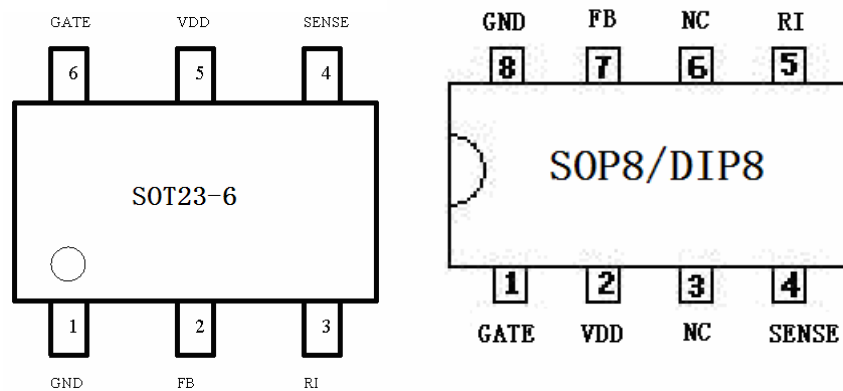 GATE VDD SENSE
6 5 4
SOT23-6
1 2 3
GND FB RI
GND FB NC RI
8 7 6 5
SOP8/DIP8
1 2 3 4
GATE VDD NC SENSE